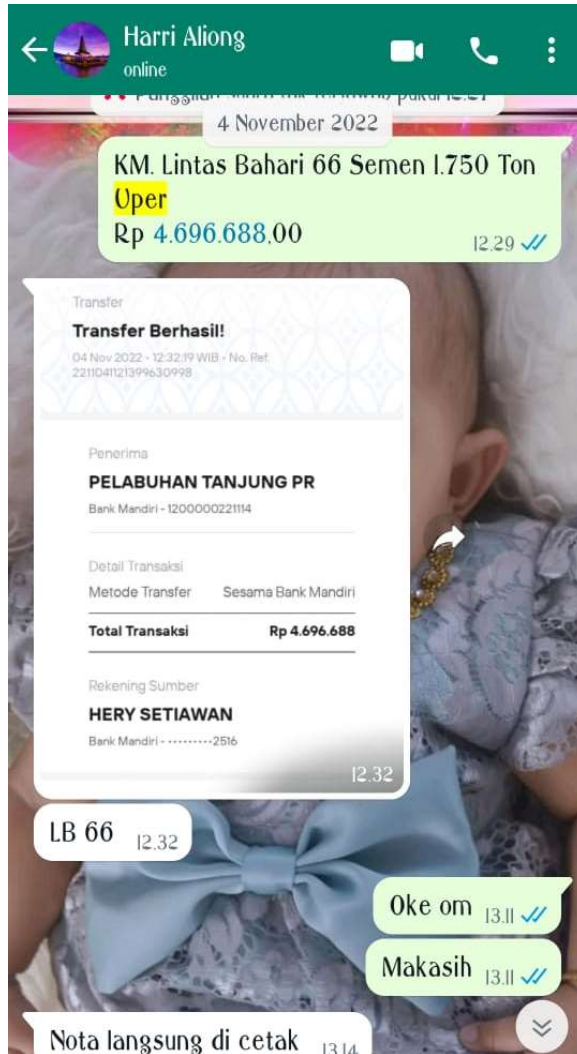 Harri Aliong
online
4 November 2022
KM. Lintas Bahari 66 Semen 1.750 Ton
Uper
Rp 4.696.688,00
12.29
Transfer
Transfer Berhasil!
04 Nov 2022 - 12:32:19 WIB - No. Ref.
2211041121399630998
Penerima
PELABUHAN TANJUNG PR
Bank Mandiri - 1200000221114
Detail Transaksi
Metode Transfer Sesama Bank Mandiri
Total Transaksi Rp 4.696.688
Rekening Sumber
HERY SETIAWAN
Bank Mandiri - ---------2516
12.32
LB 66 12.32
Oke om 13.11
Makasih 13.11
Nota langsung di cetak 13.14